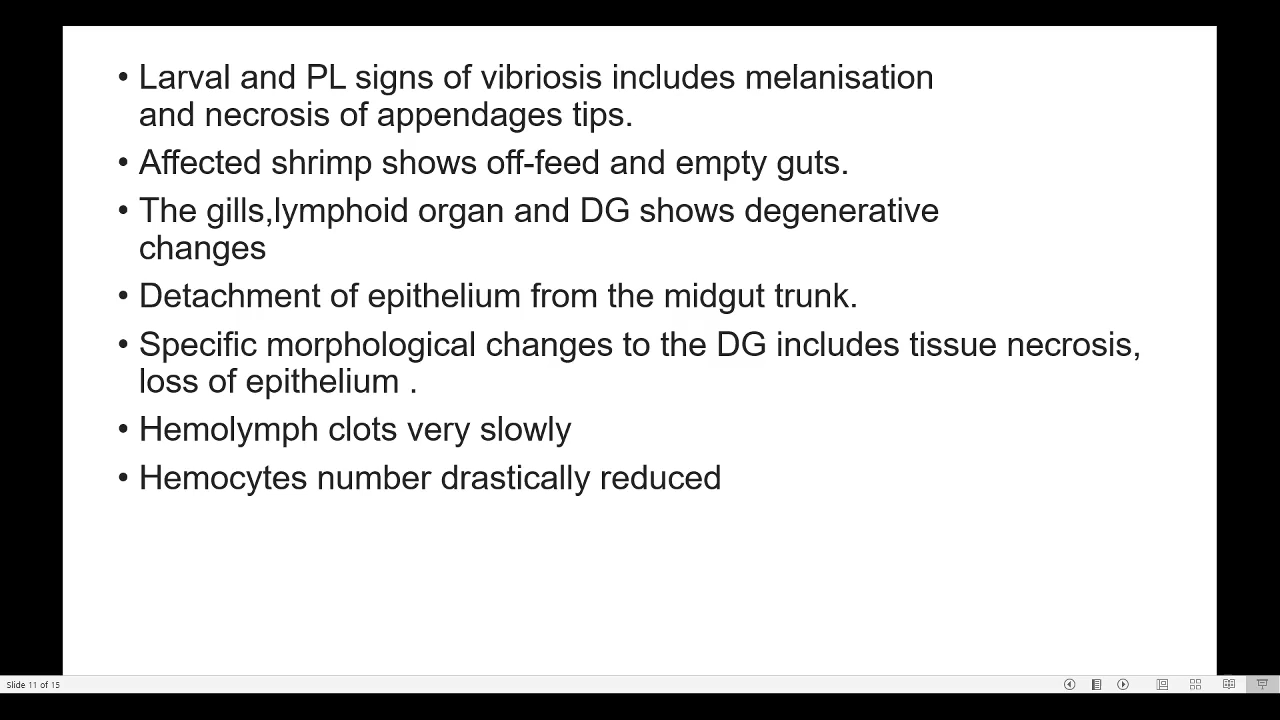 • Larval and PL signs of vibriosis includes melanisation
and necrosis of appendages tips.
• Affected shrimp shows off-feed and empty guts.
• The gills,lymphoid organ and DG shows degenerative
changes
• Detachment of epithelium from the midgut trunk.
• Specific morphological changes to the DG includes tissue necrosis,
loss of epithelium .
• Hemolymph clots very slowly
• Hemocytes number drastically reduced
Slide 11 of 15